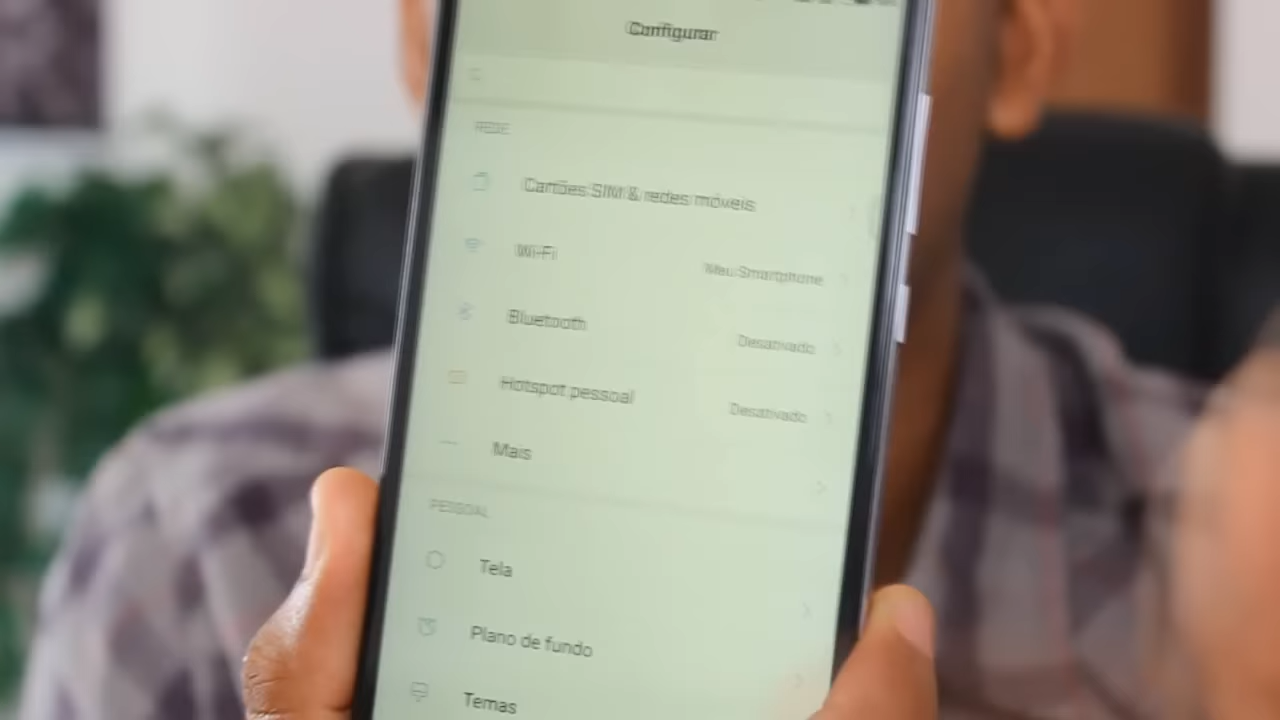 Configurar
REDE
Cartões SIM & redes móveis
Wi-Fi
Meu Smartphone
Bluetooth
Desativado
Hotspot pessoal
Desativado
Mais
PESSOAL
Tela
Plano de fundo
Temas